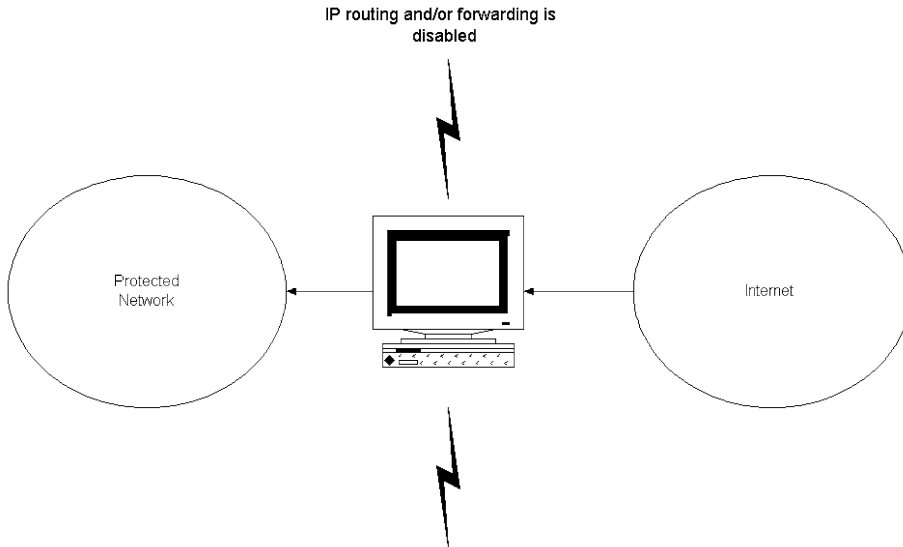 IP routing and/or forwarding is
disabled
Protected
Network
Internet